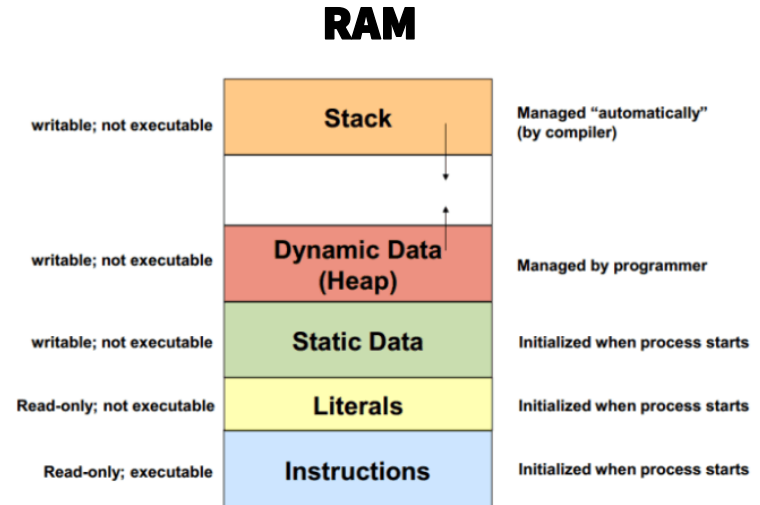 RAM
writable; not executable
Stack
Managed “automatically”
(by compiler)
writable; not executable
Dynamic Data
(Heap)
Managed by programmer
writable; not executable
Static Data
Initialized when process starts
Read-only; not executable
Literals
Initialized when process starts
Read-only; executable
Instructions
Initialized when process starts